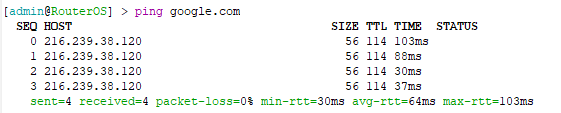 [admin@RouterOS] > ping google.com
SEQ HOST SIZE TTL TIME STATUS
0 216.239.38.120 56 114 103ms
1 216.239.38.120 56 114 88ms
2 216.239.38.120 56 114 30ms
3 216.239.38.120 56 114 37ms
sent=4 received=4 packet-loss=0% min-rtt=30ms avg-rtt=64ms max-rtt=103ms